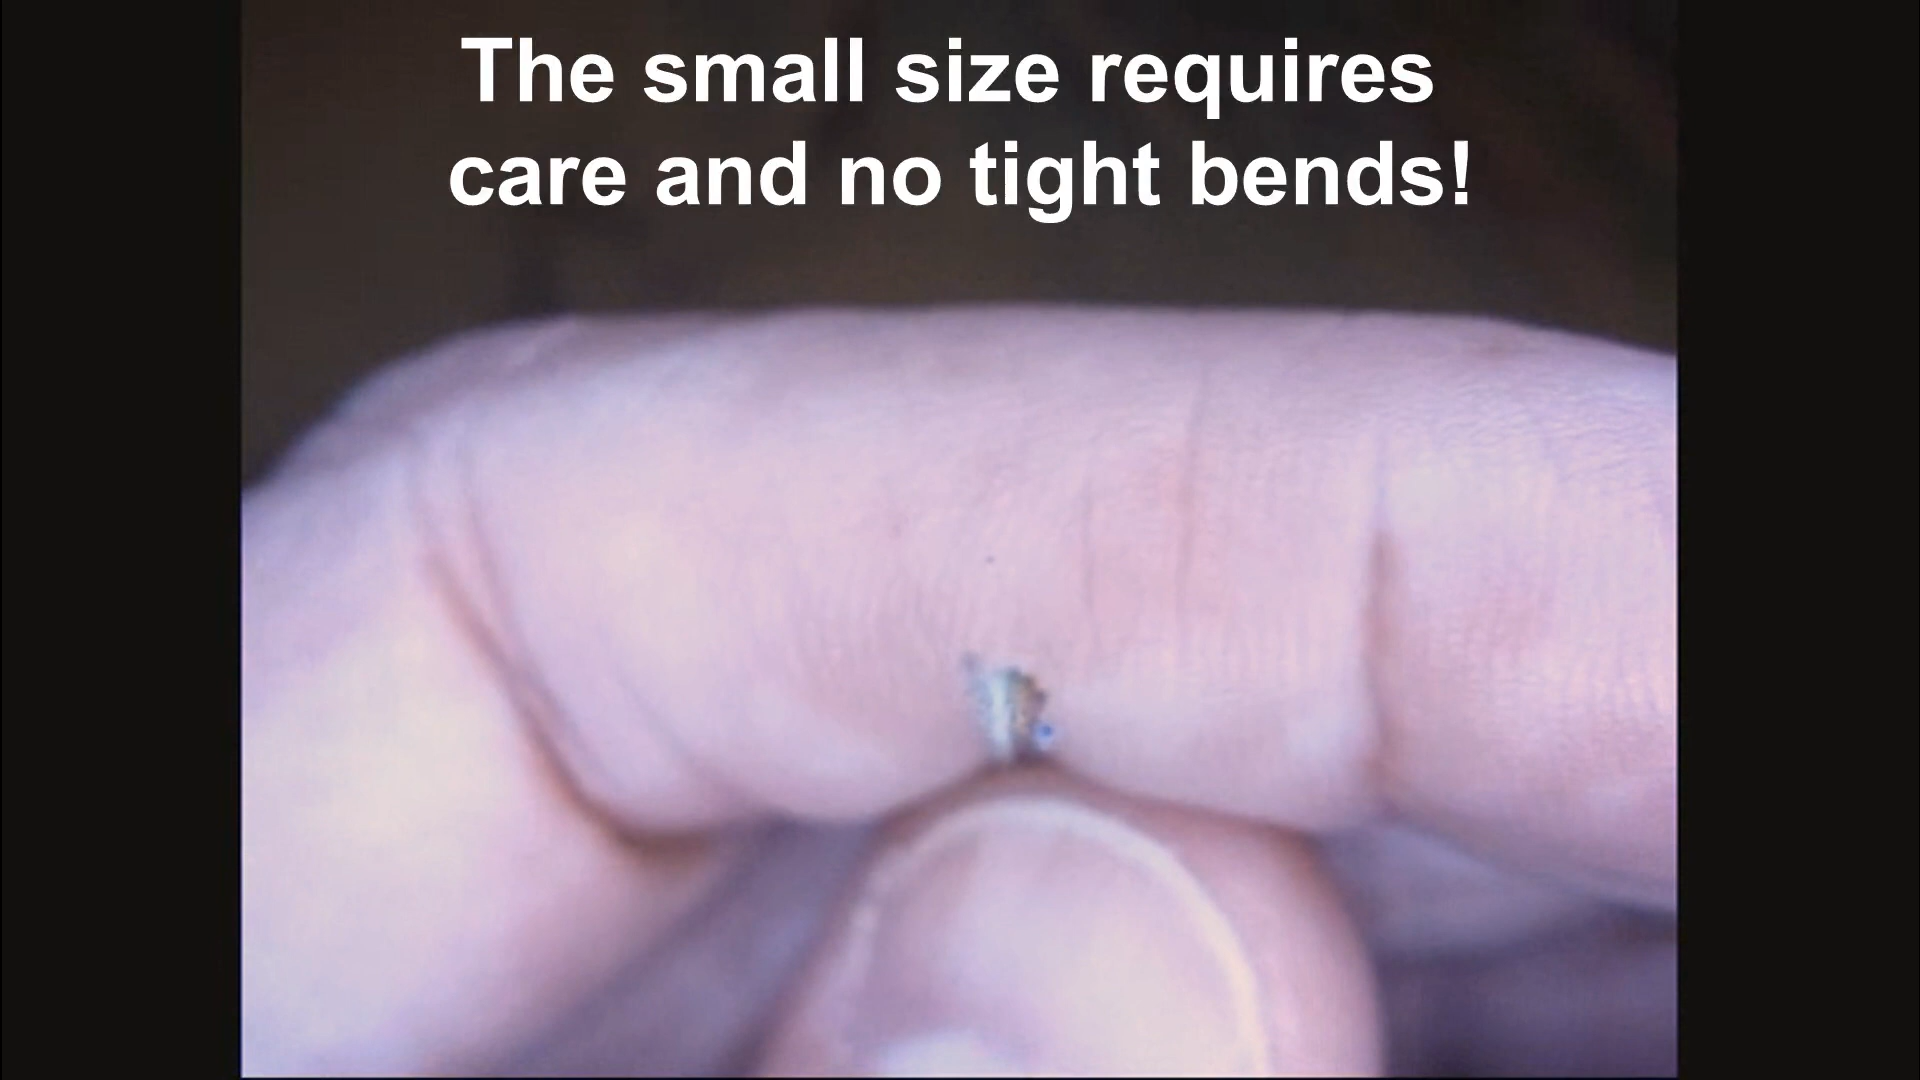 The small size requires
care and no tight bends!